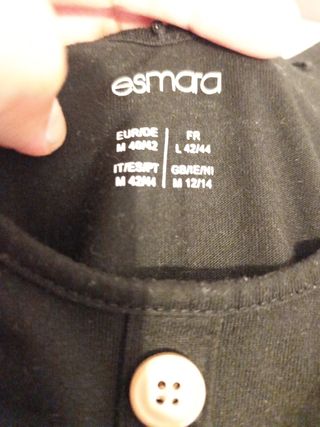 esmara
EUR/DE
M 40/42
FR
L 42/44
IT/ES/PT
M 42/44
GB/IE/NI
M 12/14